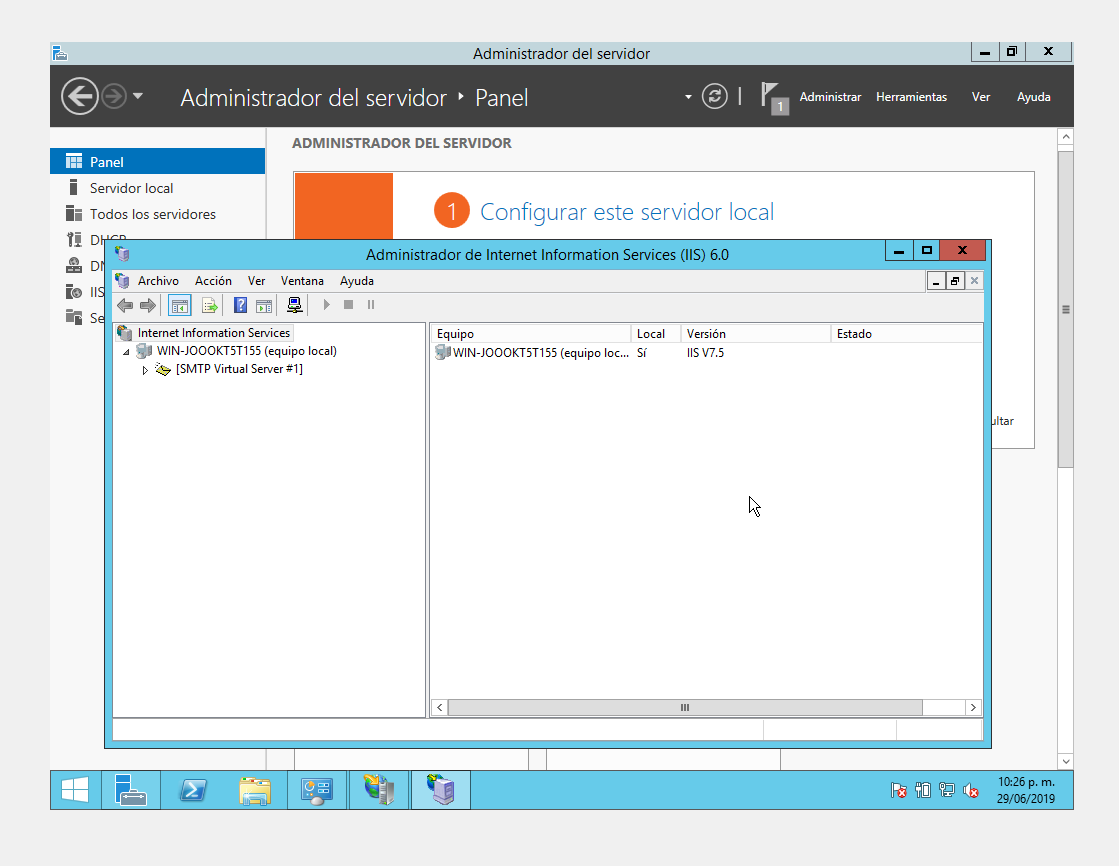 Administrador del servidor
Administrador del servidor ‣ Panel
1
Administrar Herramientas Ver Ayuda
Panel
Servidor local
Todos los servidores
DHCP
IIS
Se
ADMINISTRADOR DEL SERVIDOR
1 Configurar este servidor local
ultar
Administrador de Internet Information Services (IIS) 6.0
Archivo Acción Ver Ventana Ayuda
Internet Information Services
WIN-JOOOKT5T155 (equipo local)
[SMTP Virtual Server #1]
Equipo Local Versión Estado
WIN-JOOOKT5T155 (equipo loc... Sí IIS V7.5
10:26 p. m.
29/06/2019